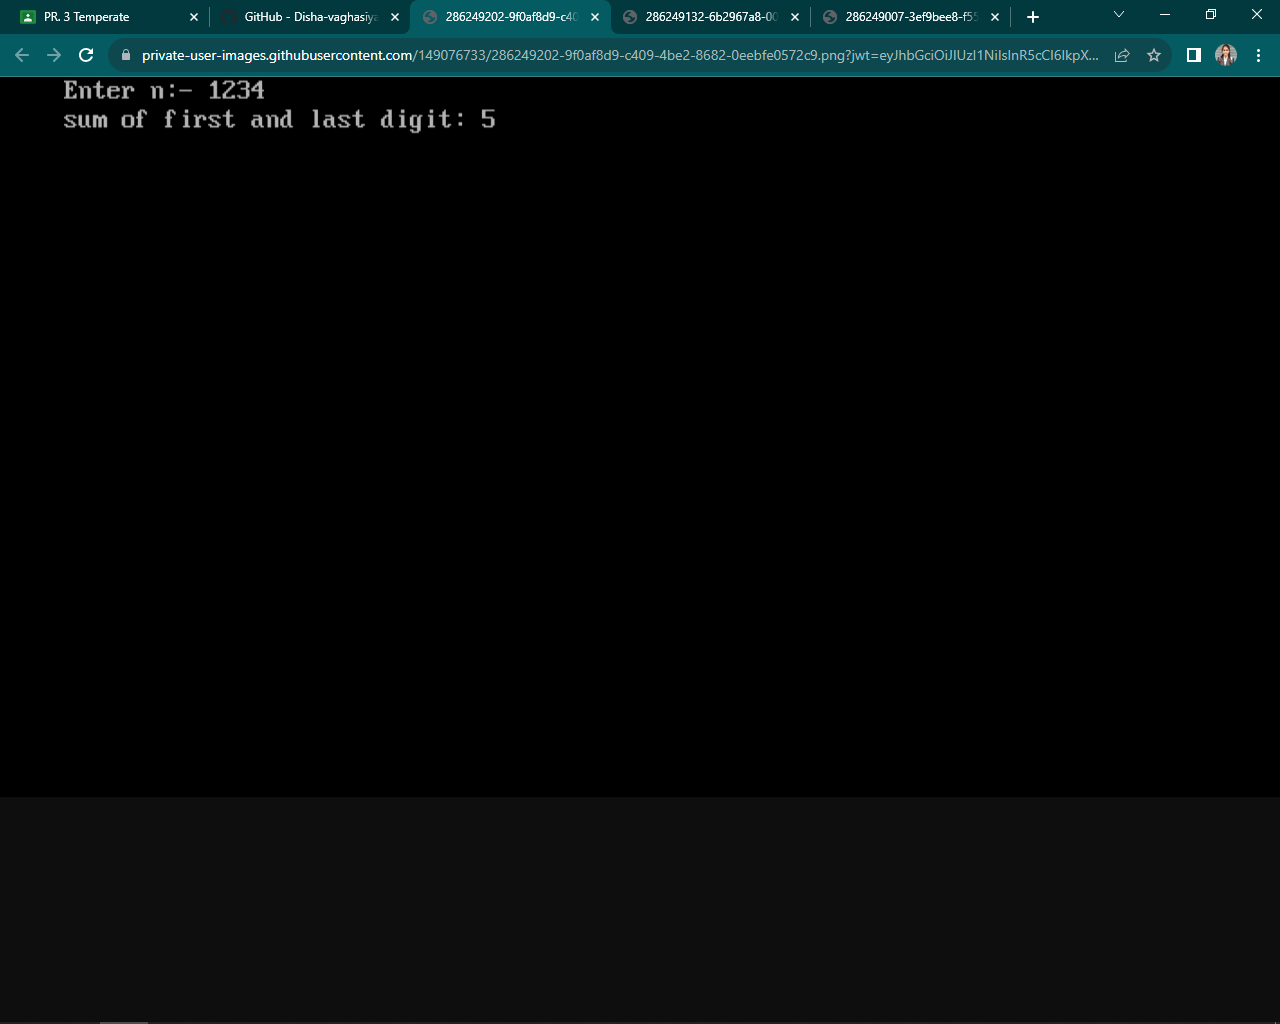 PR. 3 Temperate
GitHub - Disha-vaghasiya
286249202-9f0af8d9-c40
286249132-6b2967a8-00
286249007-3ef9bee8-f55
private-user-images.githubusercontent.com/149076733/286249202-9f0af8d9-c409-4be2-8682-0eebfe0572c9.png?jwt=eyJhbGciOiJIUzI1NiIsInR5cCI6IkpX...
Enter n:- 1234
sum of first and last digit: 5